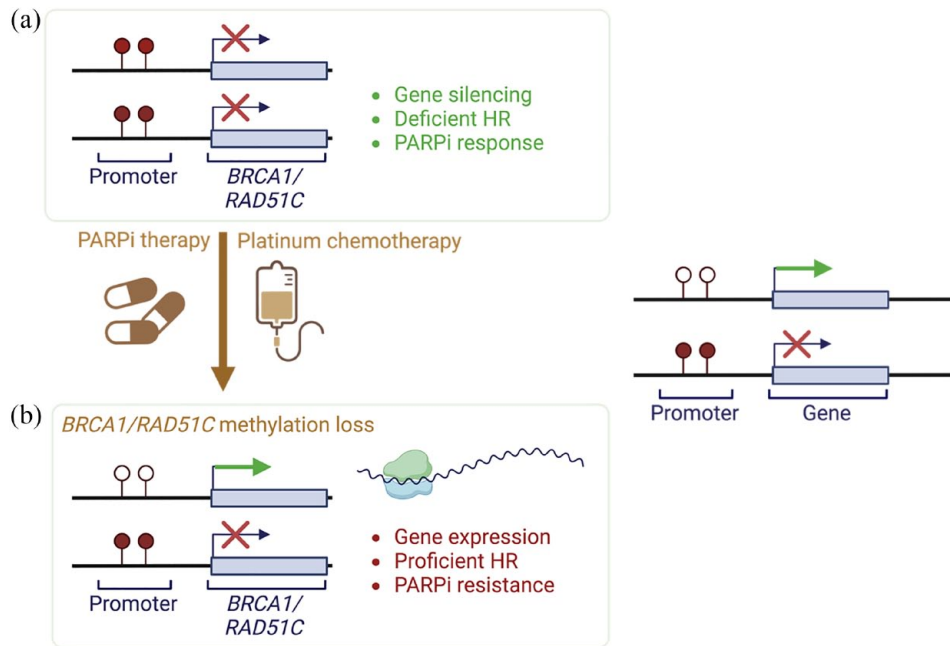 (a)
• Gene silencing
• Deficient HR
• PARPi response
Promoter
BRCA1/
RAD51C
PARPi therapy
Platinum chemotherapy
(b)
BRCA1/RAD51C methylation loss
• Gene expression
• Proficient HR
• PARPi resistance
Promoter
BRCA1/
RAD51C
Promoter
Gene